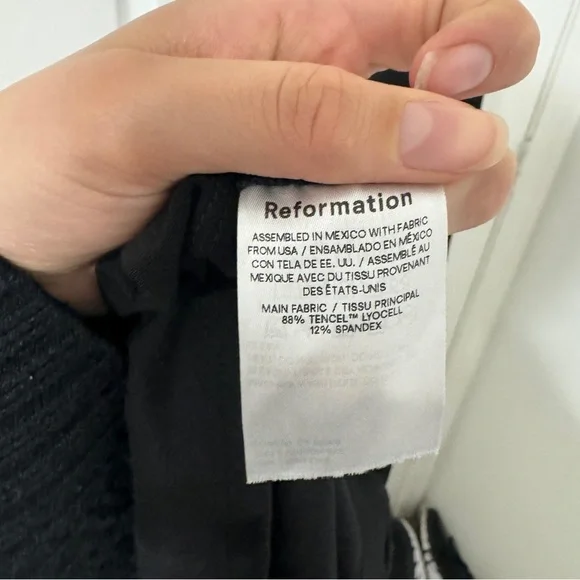 Reformation
ASSEMBLED IN MEXICO WITH FABRIC
FROM USA / ENSAMBLADO EN MÉXICO
CON TELA DE EE. UU. / ASSEMBLÉ AU
MEXIQUE AVEC DU TISSU PROVENANT
DES ÉTATS-UNIS
MAIN FABRIC / TISSU PRINCIPAL
88% TENCEL™ LYOCELL
12% SPANDEX